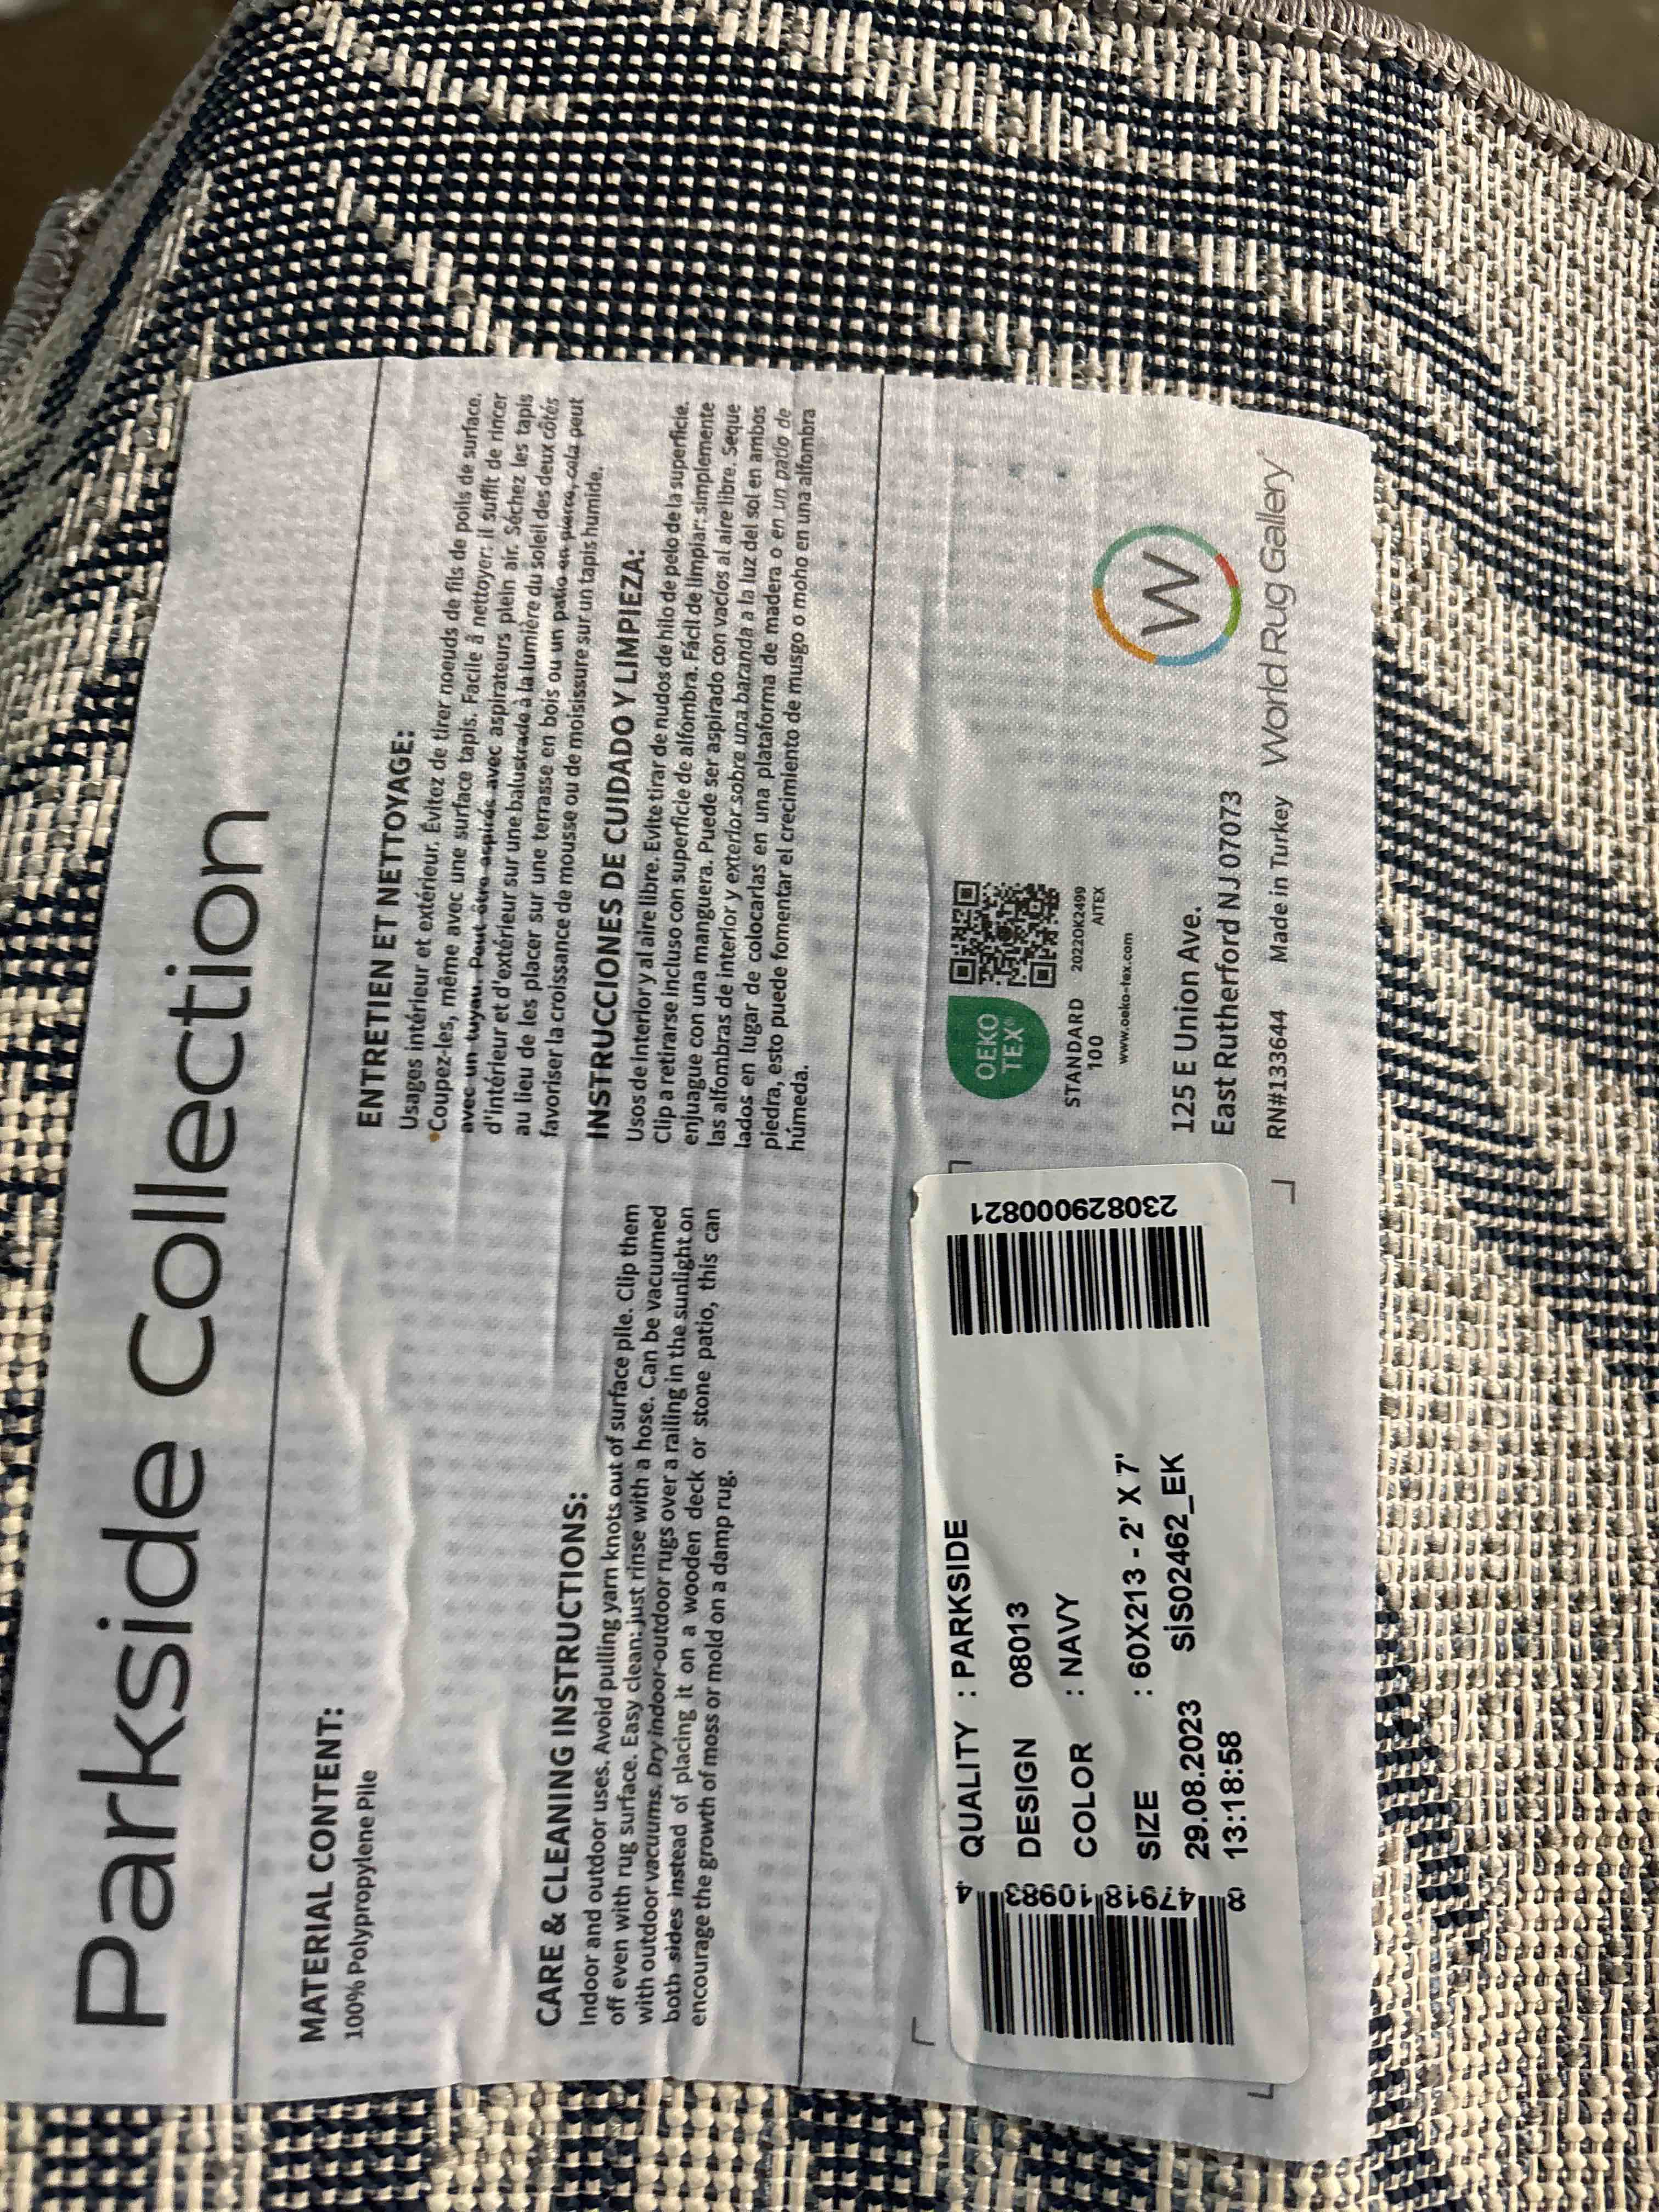 Parkside Collection
MATERIAL CONTENT:
100% Polypropylene Pile
CARE & CLEANING INSTRUCTIONS:
Indoor and outdoor uses. Avoid pulling yarn knots out of surface pile. Clip them
off even with rug surface. Easy clean: just rinse with a hose. Can be vacuumed
with outdoor vacuums. Dry indoor-outdoor rugs over a railing in the sunlight on
both sides instead of placing it on a wooden deck or stone patio, this can
encourage the growth of moss or mold on a damp rug.
ENTRETIEN ET NETTOYAGE:
Usages intérieur et extérieur. Évitez de tirer noeuds de fils de poils de surface.
*Coupez-les, même avec une surface tapis. Facile â nettoyer: il suffit de rincer
avec un tuyau. Peut être aspirés avec aspirateurs plein air. Séchez les tapis
d'intérieur et d'extérieur sur une balustrade à la lumière du soleil des deux côtés
au lieu de les placer sur une terrasse en bois ou un patio en pierre, cela peut
favoriser la croissance de mousse ou de moisissure sur un tapis humide.
INSTRUCCIONES DE CUIDADO Y LIMPIEZA:
Usos de interior y al aire libre. Evite tirar de nudos de hilo de pelo de la superficie.
Clip a retirarse incluso con superficie de alfombra. Fácil de limpiar: simplemente
enjuague con una manguera. Puede ser aspirado con vacíos al aire libre. Seque
las alfombras de interior y exterior sobre una baranda a la luz del sol en ambos
lados en lugar de colocarlas en una plataforma de madera o en un patio de
piedra, esto puede fomentar el crecimiento de musgo o moho en una alfombra
húmeda.
4 10983 47918 8
QUALITY : PARKSIDE
DESIGN 08013
COLOR : NAVY
SIZE : 60X213 - 2' X 7'
29.08.2023 SİS02462_EK
13:18:58
230829000821
OEKO
TEX®
STANDARD 2022OK2499
100 AITEX
www.oeko-tex.com
125 E Union Ave.
East Rutherford NJ 07073
RN#133644 Made in Turkey
W
World Rug Gallery®